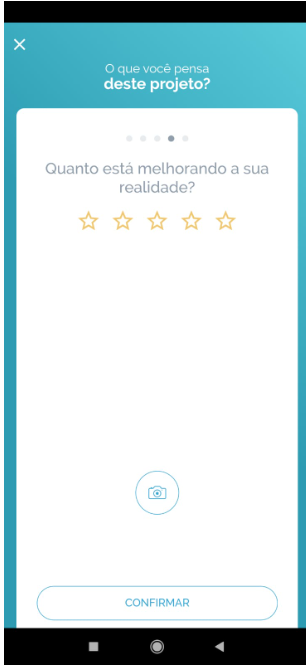 O que você pensa
deste projeto?
Quanto está melhorando a sua
realidade?
CONFIRMAR